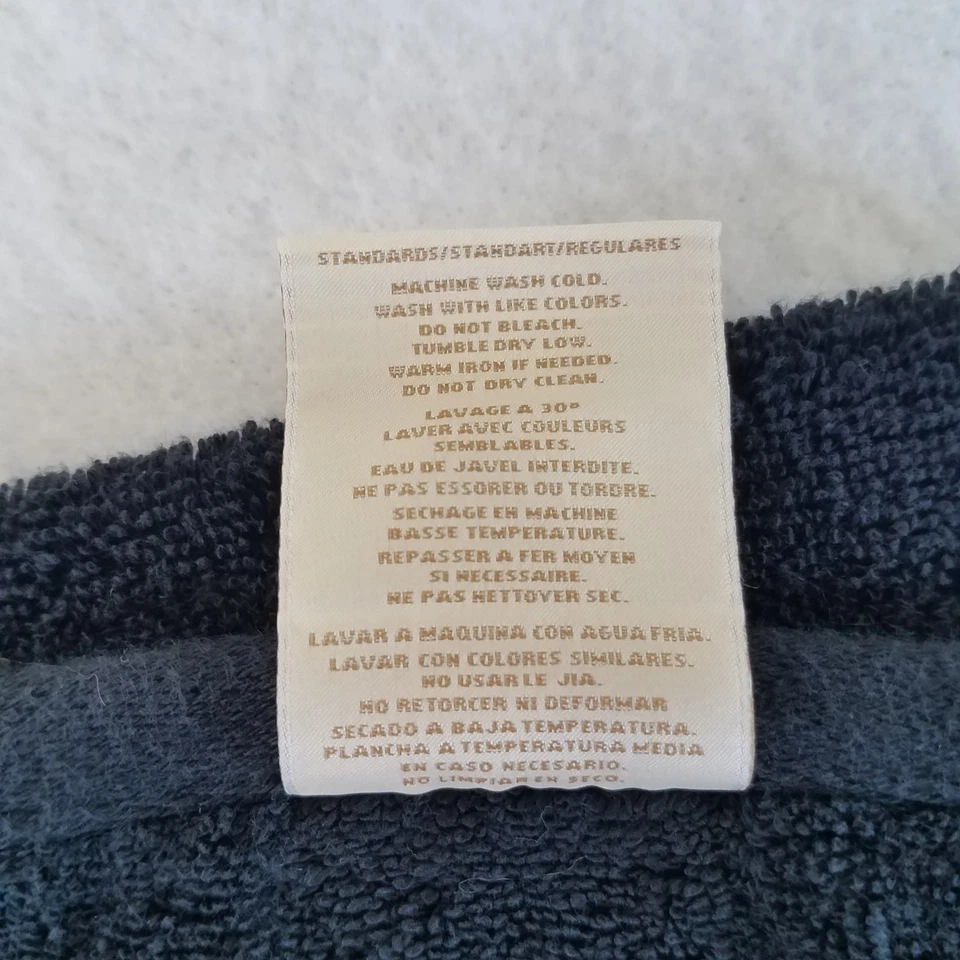 STANDARDS/STANDART/REGULARES
MACHINE WASH COLD.
WASH WITH LIKE COLORS.
DO NOT BLEACH.
TUMBLE DRY LOW.
WARM IRON IF NEEDED.
DO NOT DRY CLEAN.
LAVAGE A 30°
LAVER AVEC COULEURS
SEMBLABLES.
EAU DE JAVEL INTERDITE.
NE PAS ESSORER OU TORDRE.
SECHAGE EN MACHINE
BASSE TEMPERATURE.
REPASSER A FER MOYEN
SI NECESSAIRE.
NE PAS NETTOYER SEC.
LAVAR A MAQUINA CON AGUA FRIA.
LAVAR CON COLORES SIMILARES.
NO USARLE JIA.
NO RETORCER NI DEFORMAR
SECADO A BAJA TEMPERATURA.
PLANCHA A TEMPERATURA MEDIA
EN CASO NECESARIO.
NO LIMPIAR EN SECO.